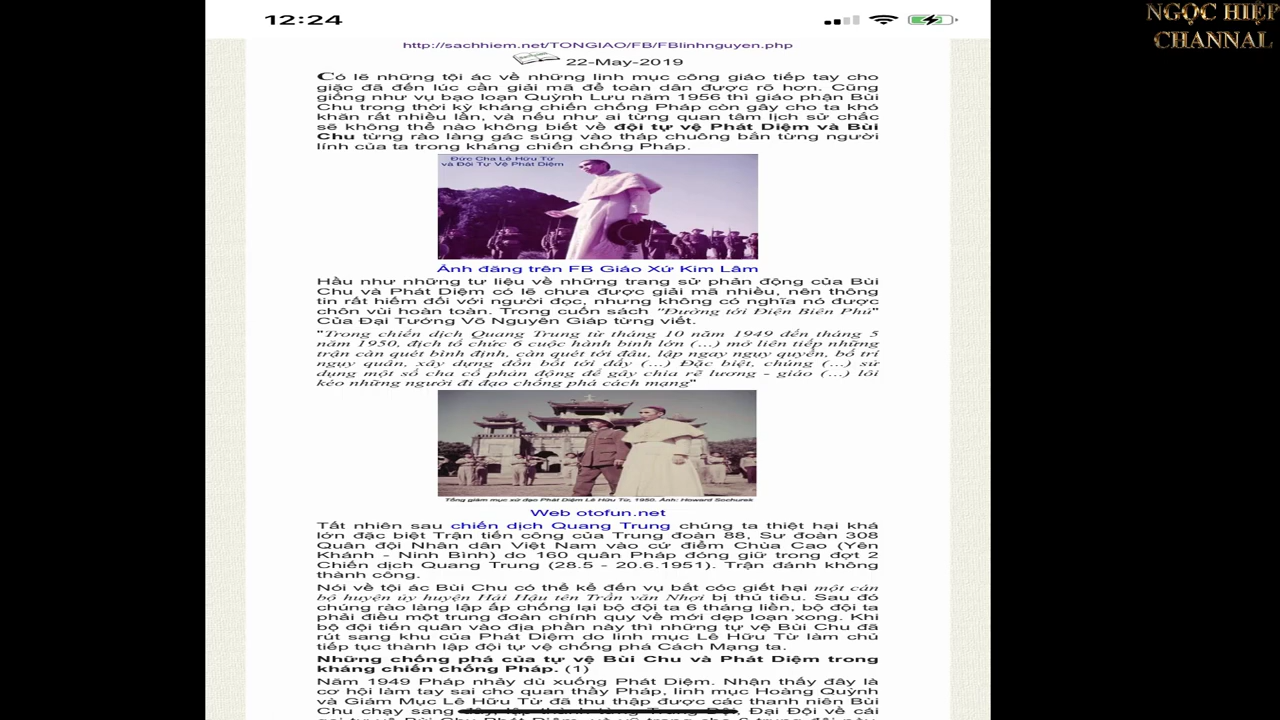 12:24
NGỌC HIỆP
CHANNAL
http://sachhiem.net/TONGIAO/FB/FBlinhnguyen.php
22-May-2019
Có lẽ những tội ác về những linh mục công giáo tiếp tay cho
giặc đã đến lúc cần giải mã để toàn dân được rõ hơn. Cũng
giống như vụ bạo loạn Quỳnh Lưu năm 1956 thì giáo phận Bùi
Chu trong thời kỳ kháng chiến chống Pháp còn gây cho ta khó
khăn rất nhiều lần, và nếu như ai từng quan tâm lịch sử chắc
sẽ không thể nào không biết về đội tự vệ Phát Diệm và Bùi
Chu từng rào làng gác súng vào tháp chuông bắn từng người
lính của ta trong kháng chiến chống Pháp.
Đức Cha Lê Hữu Từ
và Đội Tự Vệ Phát Diệm
Ảnh đăng trên FB Giáo Xứ Kim Lâm
Hầu như những tư liệu về những trang sử phản động của Bùi
Chu và Phát Diệm có lẽ chưa được giải mã nhiều, nên thông
tin rất hiếm đối với người đọc, nhưng không có nghĩa nó được
chôn vùi hoàn toàn. Trong cuốn sách "Đường tới Điện Biên Phủ"
Của Đại Tướng Võ Nguyên Giáp từng viết.
"Trong chiến dịch Quang Trung từ tháng 10 năm 1949 đến tháng 5
năm 1950, địch tổ chức 6 cuộc hành binh lớn (...) mở liên tiếp những
trận càn quét bình định, càn quét tới đâu, lập ngay ngụy quyền, bố trí
ngụy quân, xây dựng đồn bốt tới đấy (...) Đặc biệt, chúng (...) sử
dụng một số cha cố phản động để gây chia rẽ lương - giáo (...) lôi
kéo những người đi đạo chống phá cách mạng"
Tổng giám mục xứ đạo Phát Diệm Lê Hữu Từ, 1950. Ảnh: Howard Sochurek
Web otofun.net
Tất nhiên sau chiến dịch Quang Trung chúng ta thiệt hại khá
lớn đặc biệt Trận tiến công của Trung đoàn 88, Sư đoàn 308
Quân đội Nhân dân Việt Nam vào cứ điểm Chùa Cao (Yên
Khánh - Ninh Bình) do 160 quân Pháp đóng giữ trong đợt 2
Chiến dịch Quang Trung (28.5 - 20.6.1951). Trận đánh không
thành công.
Nói về tội ác Bùi Chu có thể kể đến vụ bắt cóc giết hại một cán
bộ huyện ủy huyện Hải Hậu tên Trần văn Nhợi bị thủ tiêu. Sau đó
chúng rào làng lập ấp chống lại bộ đội ta 6 tháng liền, bộ đội ta
phải điều một trung đoàn chính quy về mới dẹp loạn xong. Khi
bộ đội tiến quân vào địa phần này thì những tự vệ Bùi Chu đã
rút sang khu của Phát Diệm do linh mục Lê Hữu Từ làm chủ
tiếp tục thành lập đội tự vệ chống phá Cách Mạng ta.
Những chống phá của tự vệ Bùi Chu và Phát Diệm trong
kháng chiến chống Pháp. (1)
Năm 1949 Pháp nhảy dù xuống Phát Diệm. Nhận thấy đây là
cơ hội làm tay sai cho quan thầy Pháp, linh mục Hoàng Quỳnh
và Giám Mục Lê Hữu Từ đã thu thập được các thanh niên Bùi
Chu chạy sang đây, lập thành từng Trung Đội, Đại Đội về cái